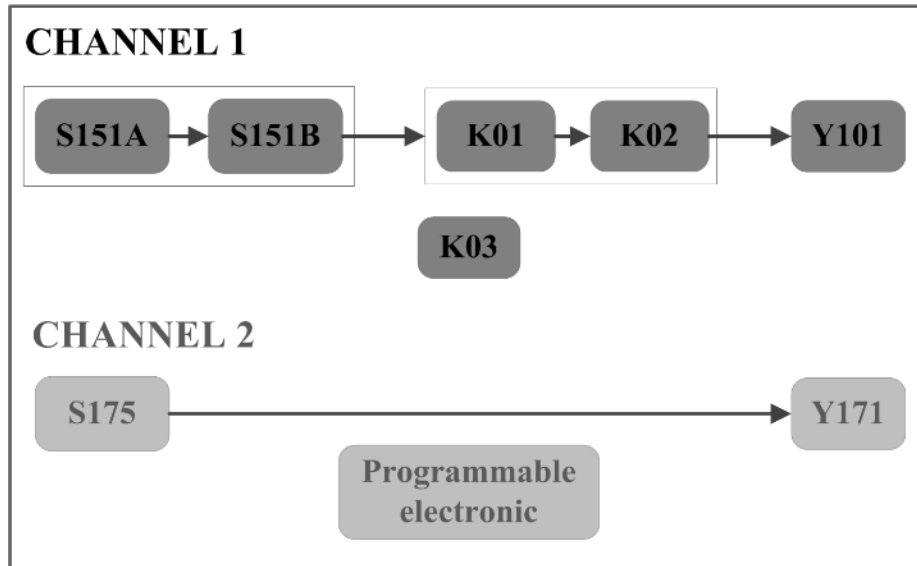 CHANNEL 1
S151A
S151B
K01
K02
Y101
K03
CHANNEL 2
S175
Y171
Programmable
electronic